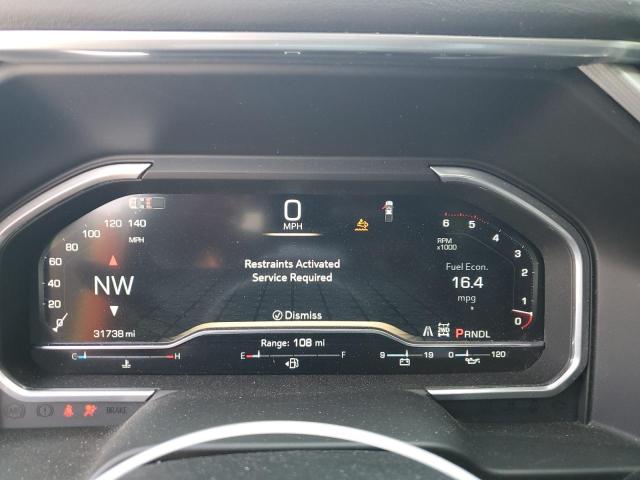 0
MPH
120 140
100
MPH
80
60
40
20
0
NW
31738 mi
Restraints Activated
Service Required
Dismiss
6 5 4 3 2 1 0
RPM
x1000
Fuel Econ.
16.4
mpg
PRNDL
Range: 108 mi
C H
E F
9 19
0 120
BRAKE